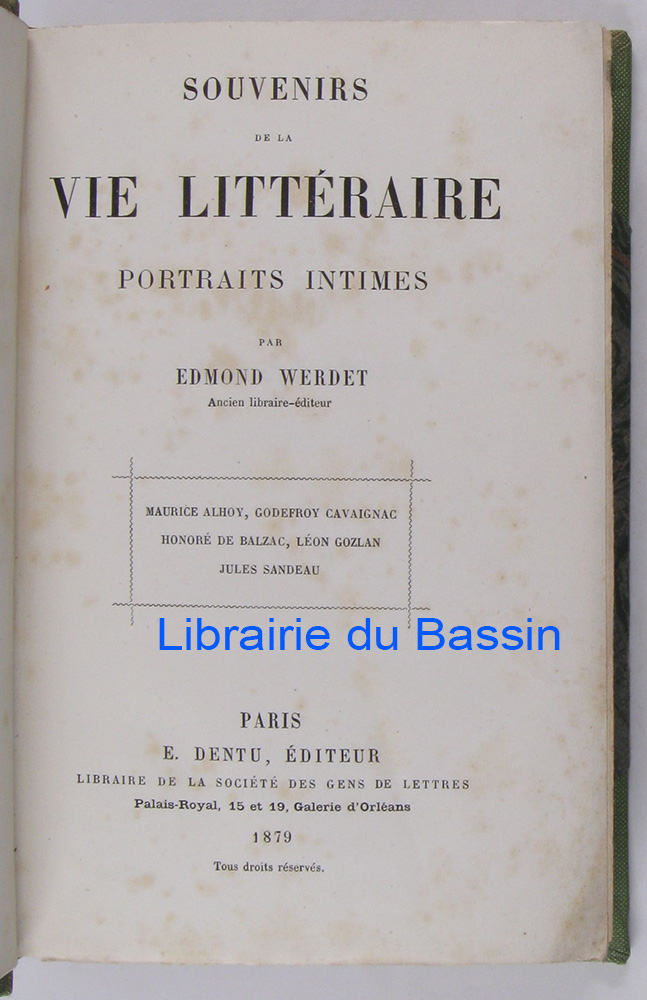 SOUVENIRS
DE LA
VIE LITTÉRAIRE
PORTRAITS INTIMES
PAR
EDMOND WERDET
Ancien libraire-éditeur
MAURICE ALHOY, GODEFROY CAVAIGNAC
HONORÉ DE BALZAC, LÉON GOZLAN
JULES SANDEAU
Librairie du Bassin
PARIS
E. DENTU, ÉDITEUR
LIBRAIRE DE LA SOCIÉTÉ DES GENS DE LETTRES
Palais-Royal, 15 et 19, Galerie d'Orléans
1879
Tous droits réservés.